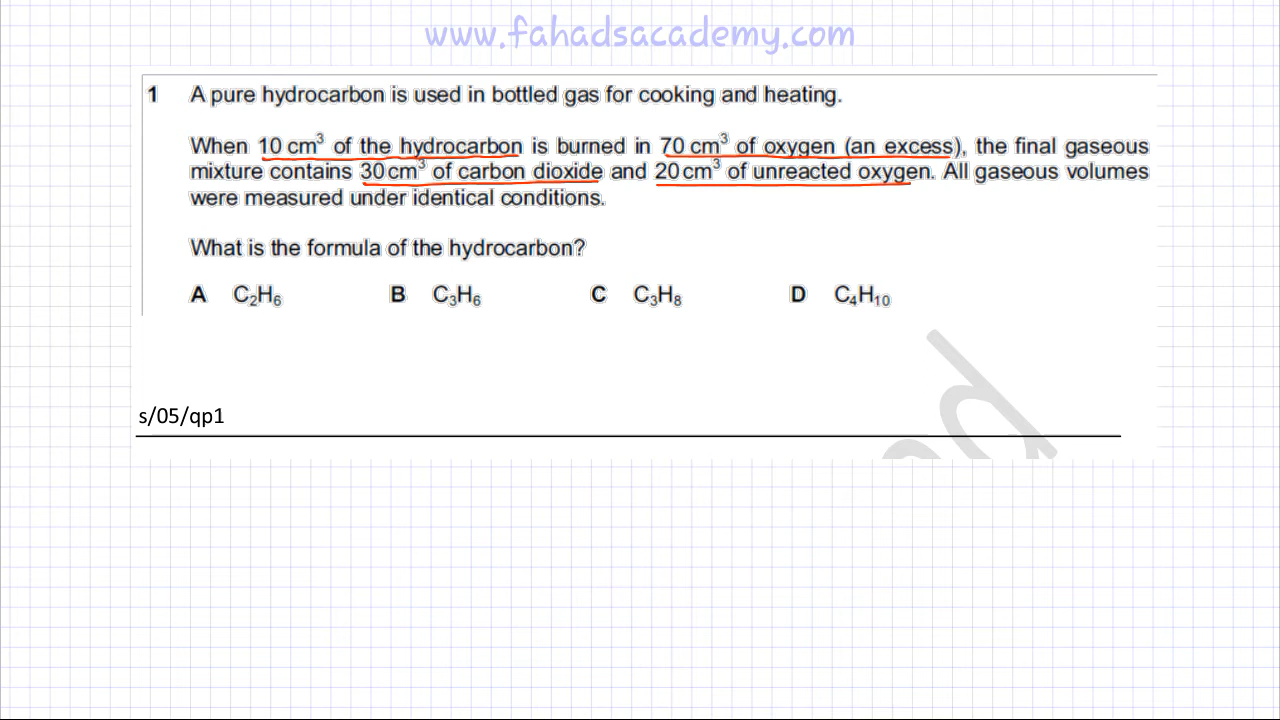 www.fahadsacademy.com
1 A pure hydrocarbon is used in bottled gas for cooking and heating.
When 10 cm³ of the hydrocarbon is burned in 70 cm³ of oxygen (an excess), the final gaseous
mixture contains 30 cm³ of carbon dioxide and 20 cm³ of unreacted oxygen. All gaseous volumes
were measured under identical conditions.
What is the formula of the hydrocarbon?
A C₂H₆ B C₃H₆ C C₃H₈ D C₄H₁₀
s/05/qp1